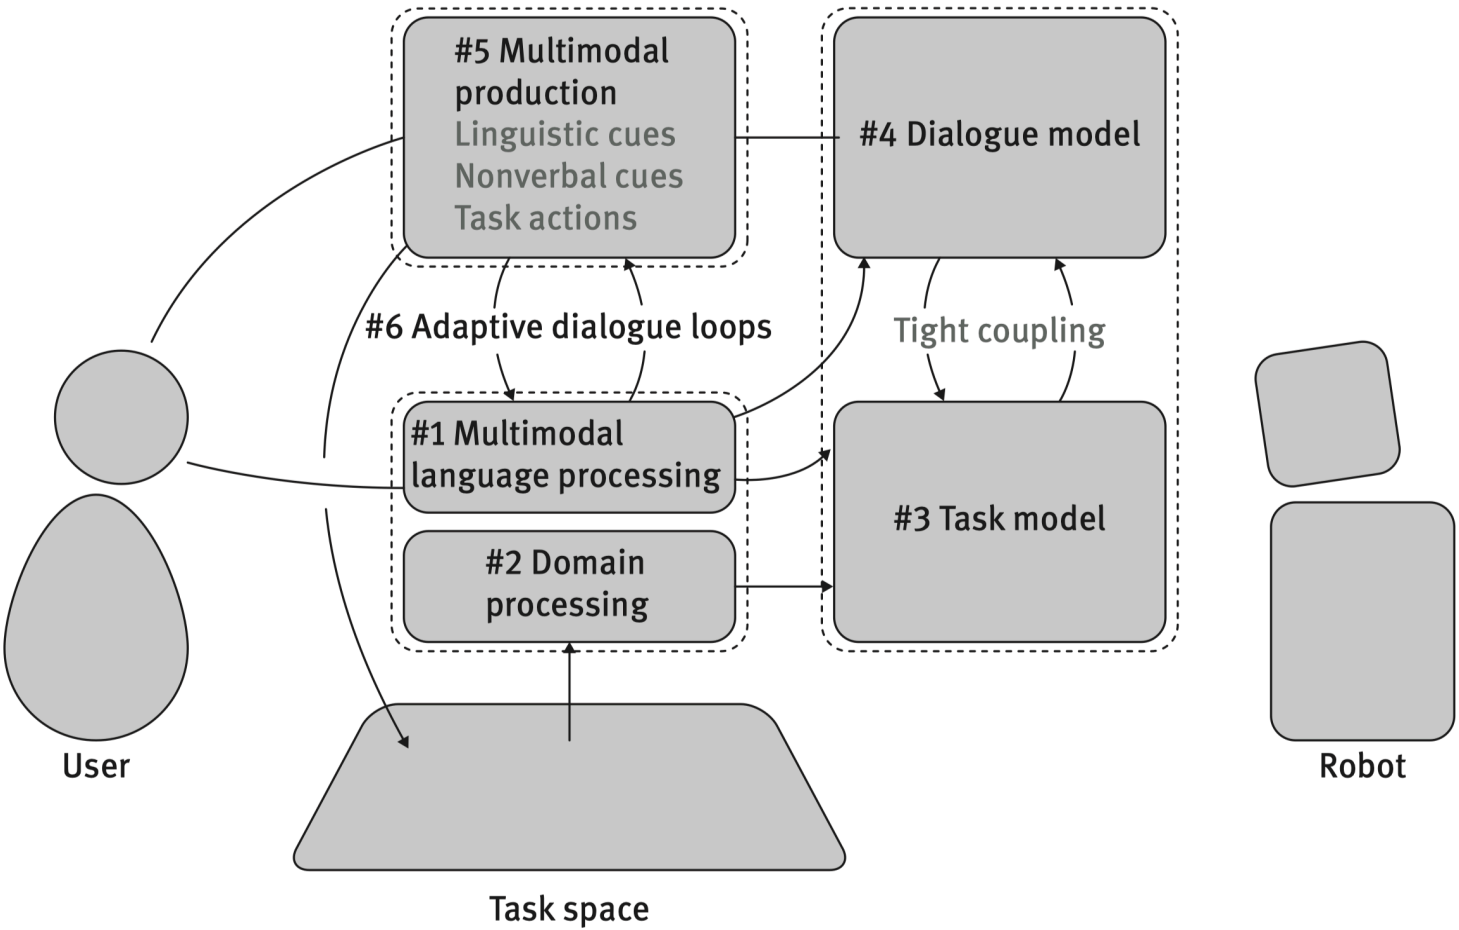 #5 Multimodal
production
Linguistic cues
Nonverbal cues
Task actions
#4 Dialogue model
#6 Adaptive dialogue loops
Tight coupling
#1 Multimodal
language processing
#3 Task model
#2 Domain
processing
User
Robot
Task space